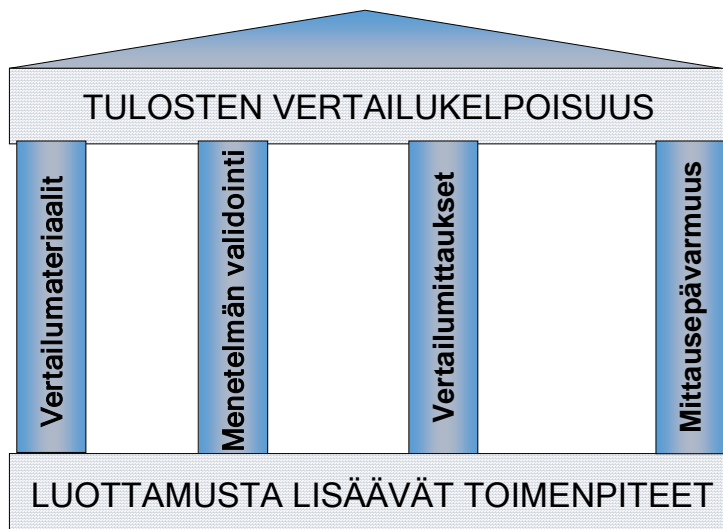 TULOSTEN VERTAILUKELPOISUUS
Vertailumateriaalit
Menetelmän validointi
Vertailumittaukset
Mittausepävarmuus
LUOTTAMUSTA LISÄÄVÄT TOIMENPITEET